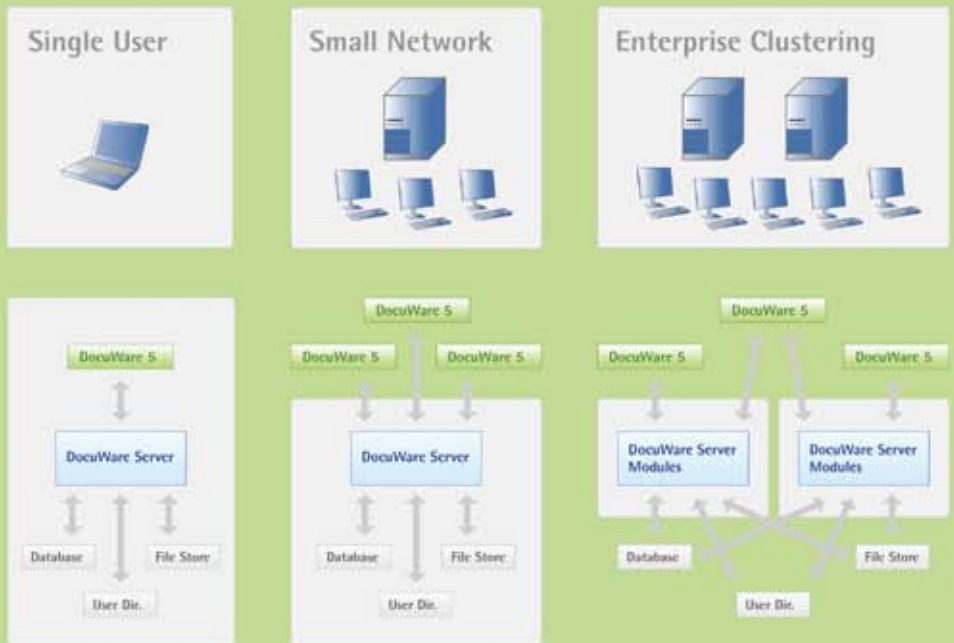 Single User
Small Network
Enterprise Clustering
DocuWare 5
DocuWare Server
Database
File Store
User Dir.
DocuWare 5
DocuWare 5
DocuWare 5
DocuWare Server
Database
File Store
User Dir.
DocuWare 5
DocuWare 5
DocuWare 5
DocuWare Server
Modules
DocuWare Server
Modules
Database
File Store
User Dir.